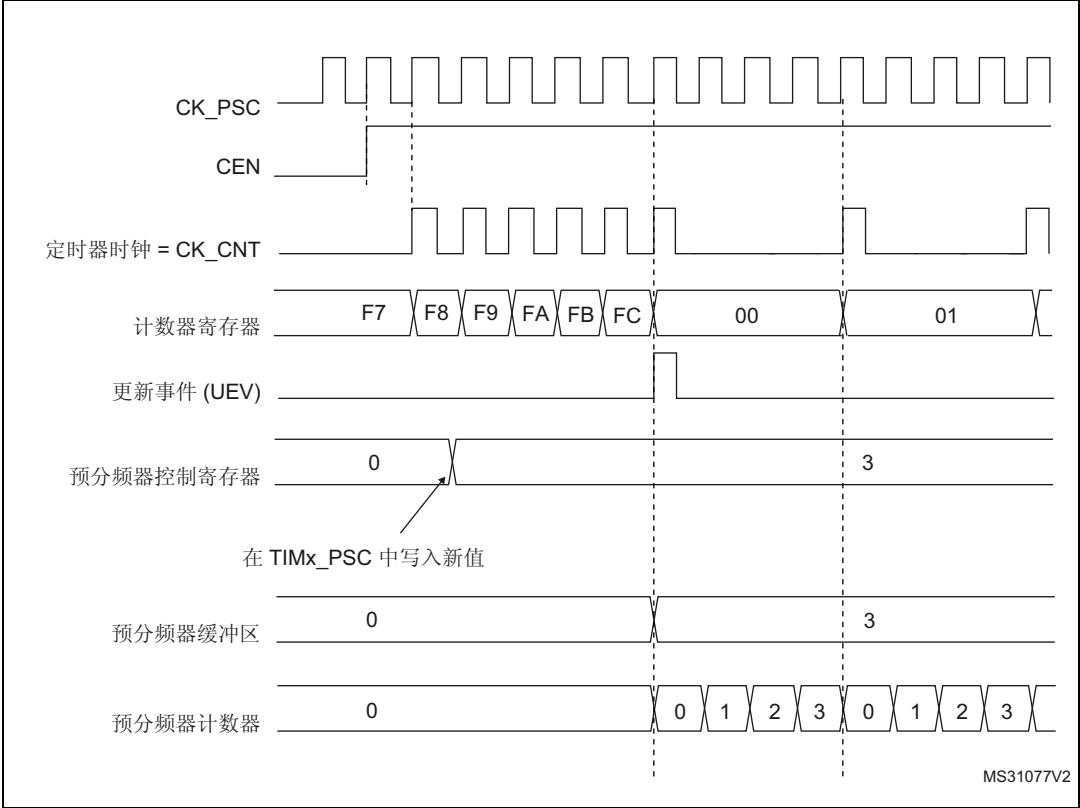 CK_PSC
CEN
定时器时钟 = CK_CNT
计数器寄存器 F7 F8 F9 FA FB FC 00 01
更新事件 (UEV)
预分频器控制寄存器 0 3
在 TIMx_PSC 中写入新值
预分频器缓冲区 0 3
预分频器计数器 0 0 1 2 3 0 1 2 3
MS31077V2